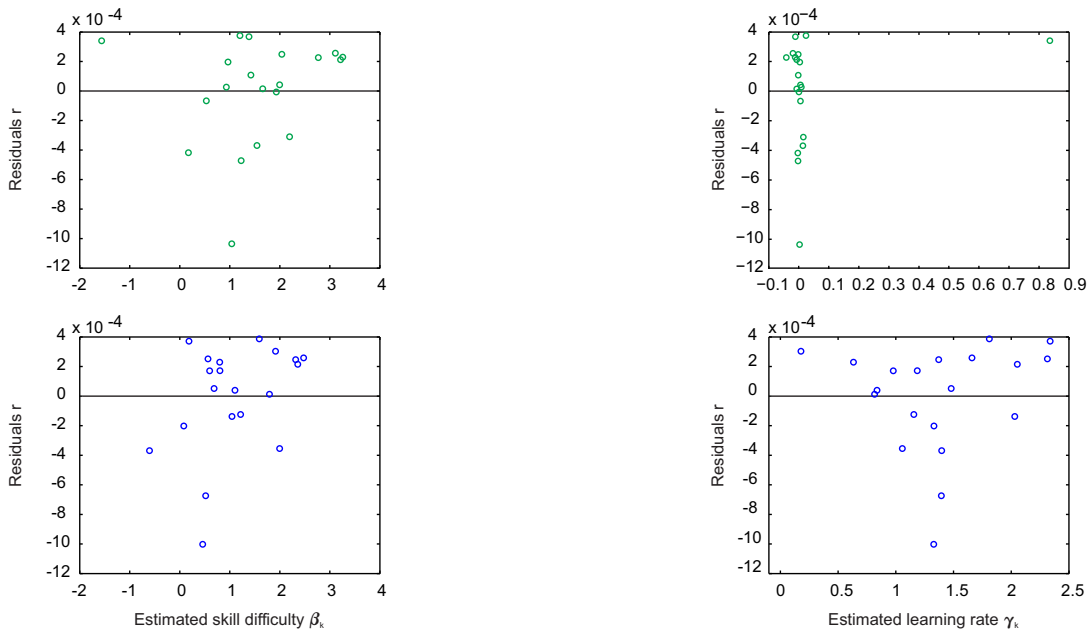 x 10 -4
4
2
0
-2
-4
-6
-8
-10
-12
-2 -1 0 1 2 3 4
Residuals r
x 10−4
4
2
0
−2
−4
−6
−8
−10
−12
−0.1 0 0.1 0.2 0.3 0.4 0.5 0.6 0.7 0.8 0.9
Residuals r
x 10 -4
4
2
0
-2
-4
-6
-8
-10
-12
-2 -1 0 1 2 3 4
Residuals r
Estimated skill difficulty βk
x 10 -4
4
2
0
-2
-4
-6
-8
-10
-12
0 0.5 1 1.5 2 2.5
Residuals r
Estimated learning rate γk